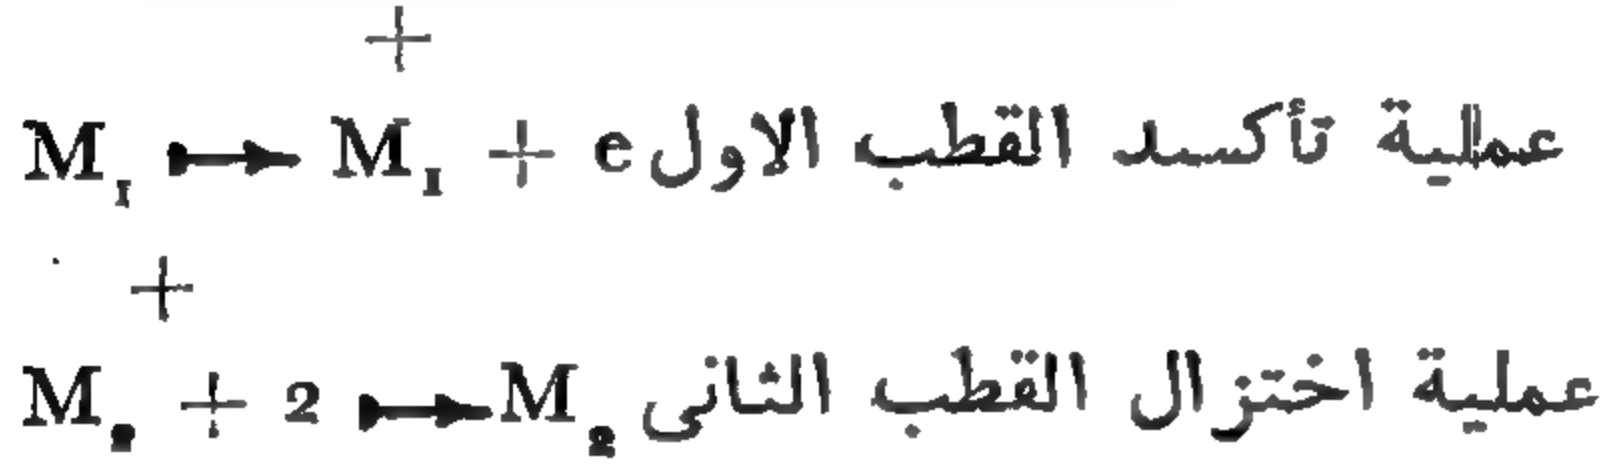 عملية تأكسد القطب الاول M₁ ⟶ M₁⁺ + e
عملية اختزال القطب الثانى M₂⁺ + 2 ⟶ M₂